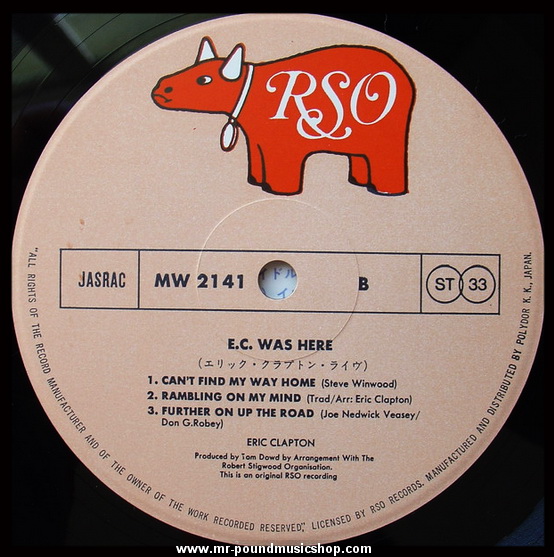 RSO
JASRAC
MW 2141
B
ST 33
E.C. WAS HERE
(エリック・クラプトン・ライヴ)
1. CAN'T FIND MY WAY HOME (Steve Winwood)
2. RAMBLING ON MY MIND (Trad/Arr: Eric Clapton)
3. FURTHER ON UP THE ROAD (Joe Nedwick Veasey/
Don G.Robey)
ERIC CLAPTON
Produced by Tom Dowd by Arrangement With The
Robert Stigwood Organisation.
This is an original RSO recording
"ALL RIGHTS OF THE RECORD MANUFACTURER AND OF THE OWNER OF THE WORK RECORDED RESERVED." LICENSED BY RSO RECORDS. MANUFACTURED AND DISTRIBUTED BY POLYDOR K. K., JAPAN.
www.mr-poundmusicshop.com